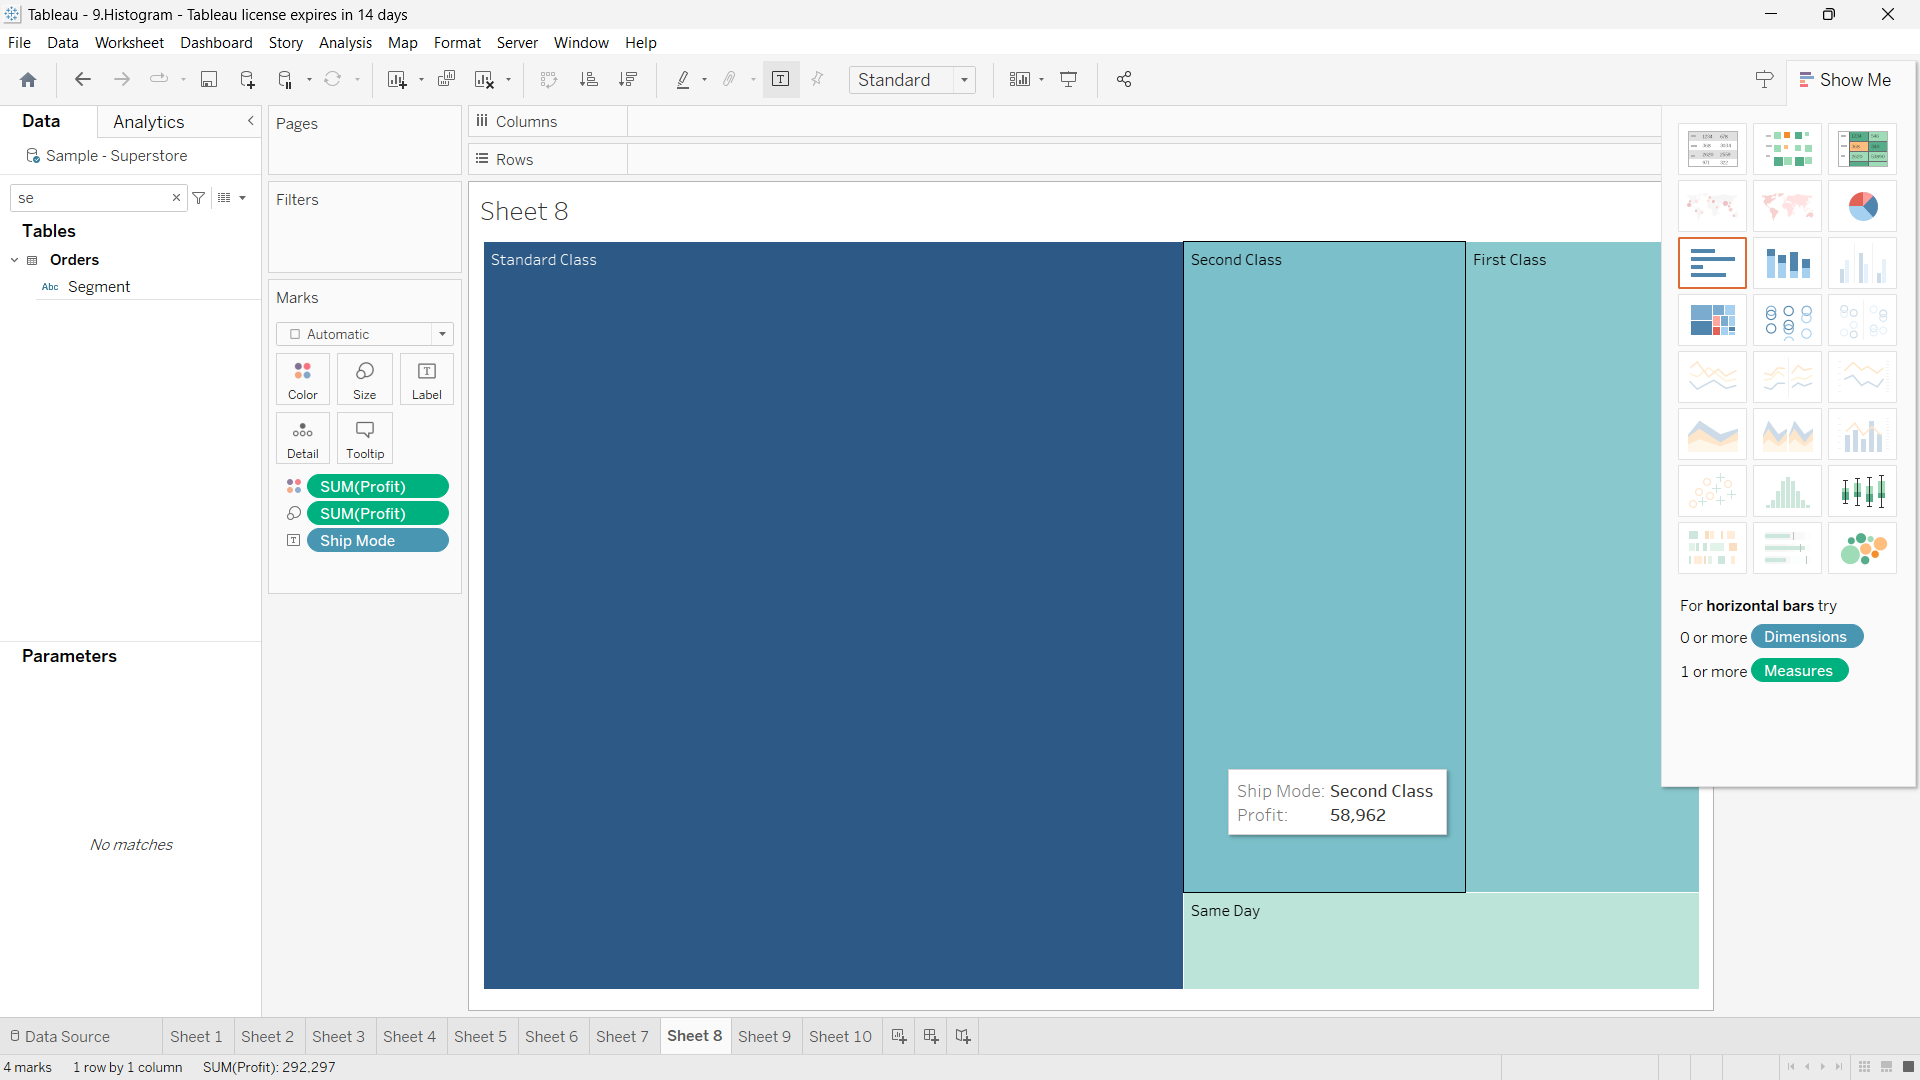 Tableau - 9.Histogram - Tableau license expires in 14 days
File Data Worksheet Dashboard Story Analysis Map Format Server Window Help
Standard
Show Me
Data
Analytics
Sample - Superstore
se
Tables
Orders
Abc Segment
Parameters
No matches
Pages
Filters
Marks
Automatic
Color
Size
Label
Detail
Tooltip
SUM(Profit)
SUM(Profit)
Ship Mode
Columns
Rows
Sheet 8
Standard Class
Second Class
First Class
Ship Mode: Second Class
Profit: 58,962
Same Day
For horizontal bars try
0 or more Dimensions
1 or more Measures
Data Source
Sheet 1
Sheet 2
Sheet 3
Sheet 4
Sheet 5
Sheet 6
Sheet 7
Sheet 8
Sheet 9
Sheet 10
4 marks 1 row by 1 column SUM(Profit): 292,297